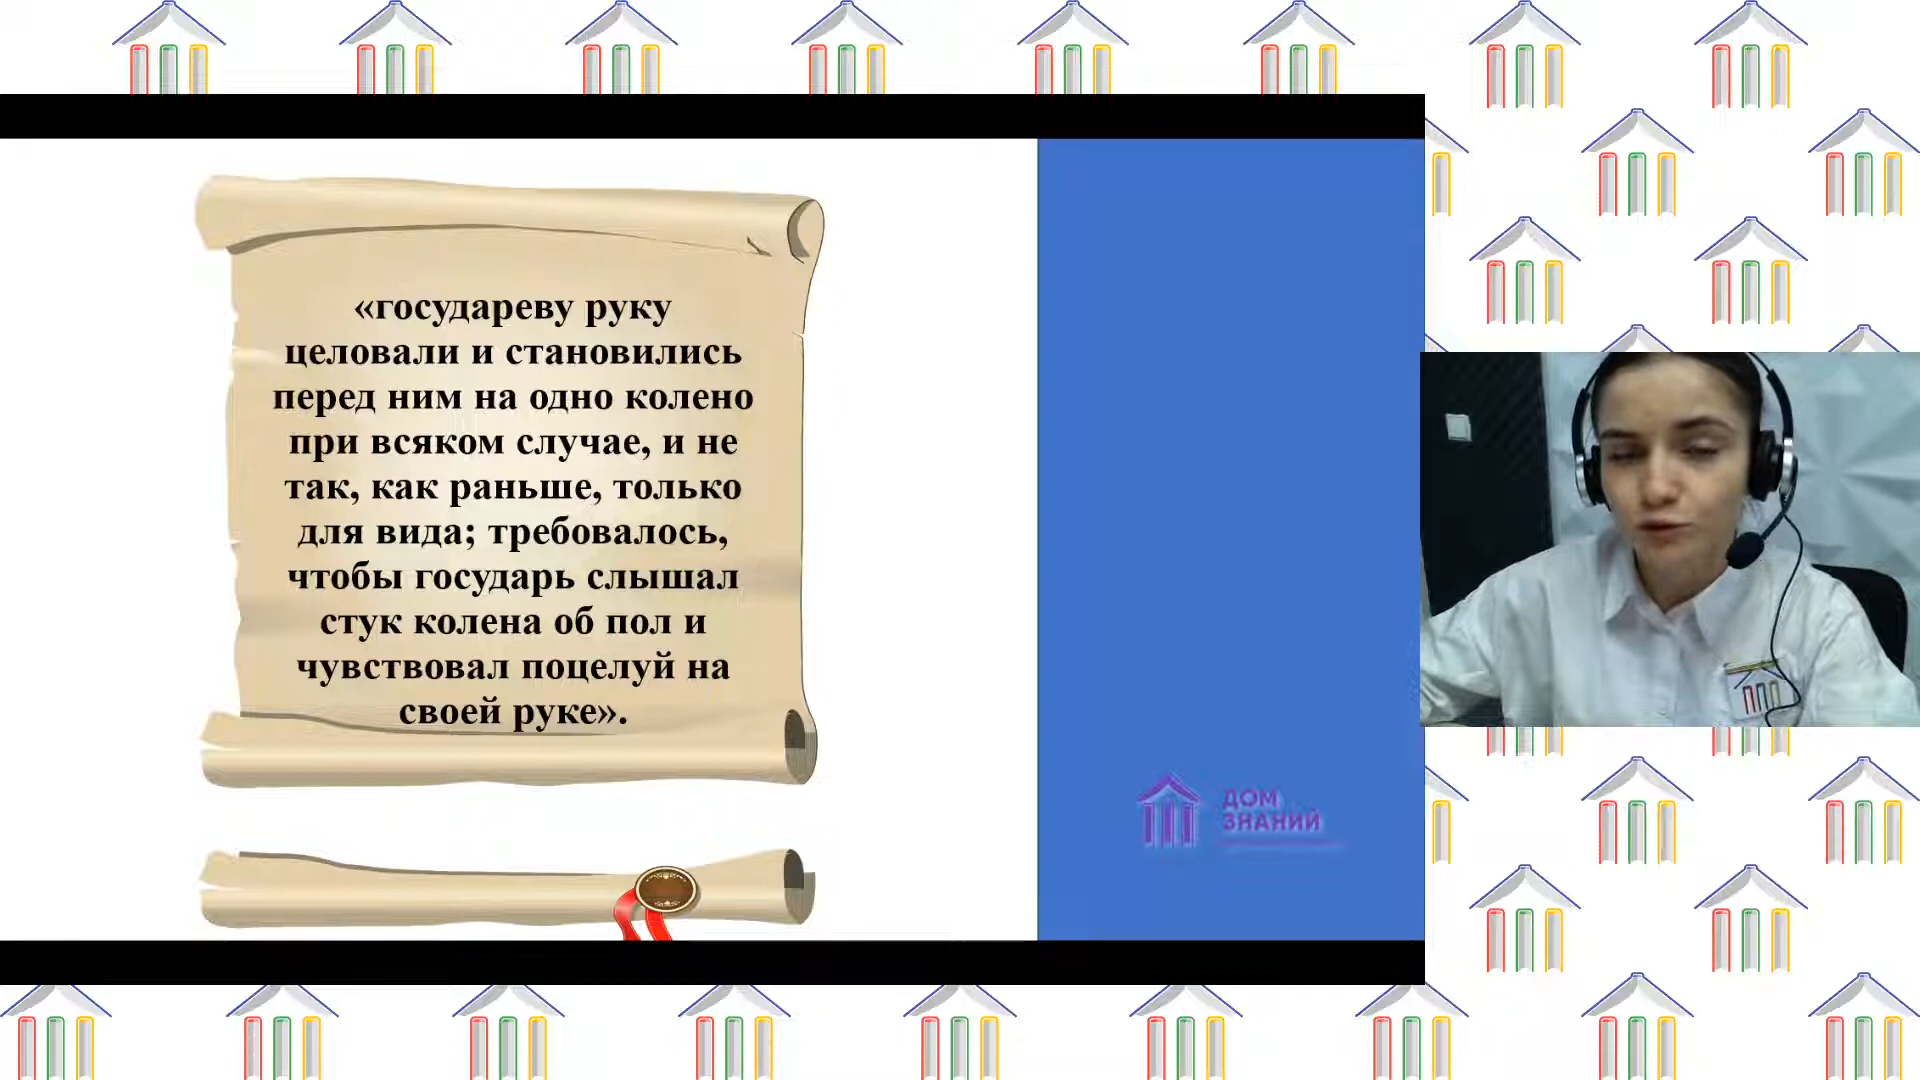 «государеву руку
целовали и становились
перед ним на одно колено
при всяком случае, и не
так, как раньше, только
для вида; требовалось,
чтобы государь слышал
стук колена об пол и
чувствовал поцелуй на
своей руке».
ДОМ
ЗНАНИЙ